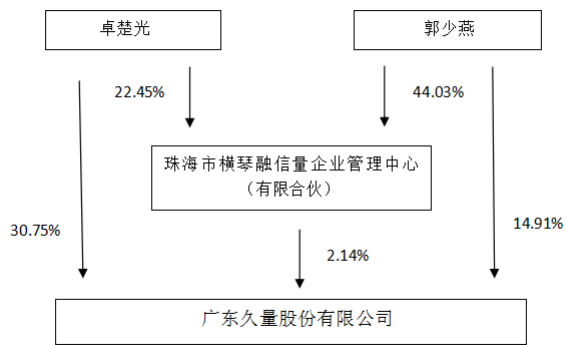 卓楚光
郭少燕
22.45%
44.03%
珠海市横琴融信量企业管理中心
（有限合伙）
30.75%
14.91%
2.14%
广东久量股份有限公司